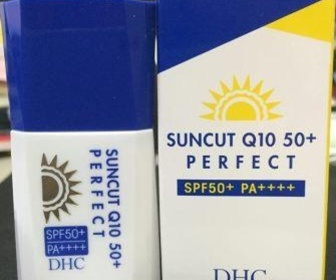 SUNCUT Q10 50+
PERFECT
SPF50+
PA++++
DHC
SUNCUT Q10 50+
PERFECT
SPF50+ PA++++
DHC